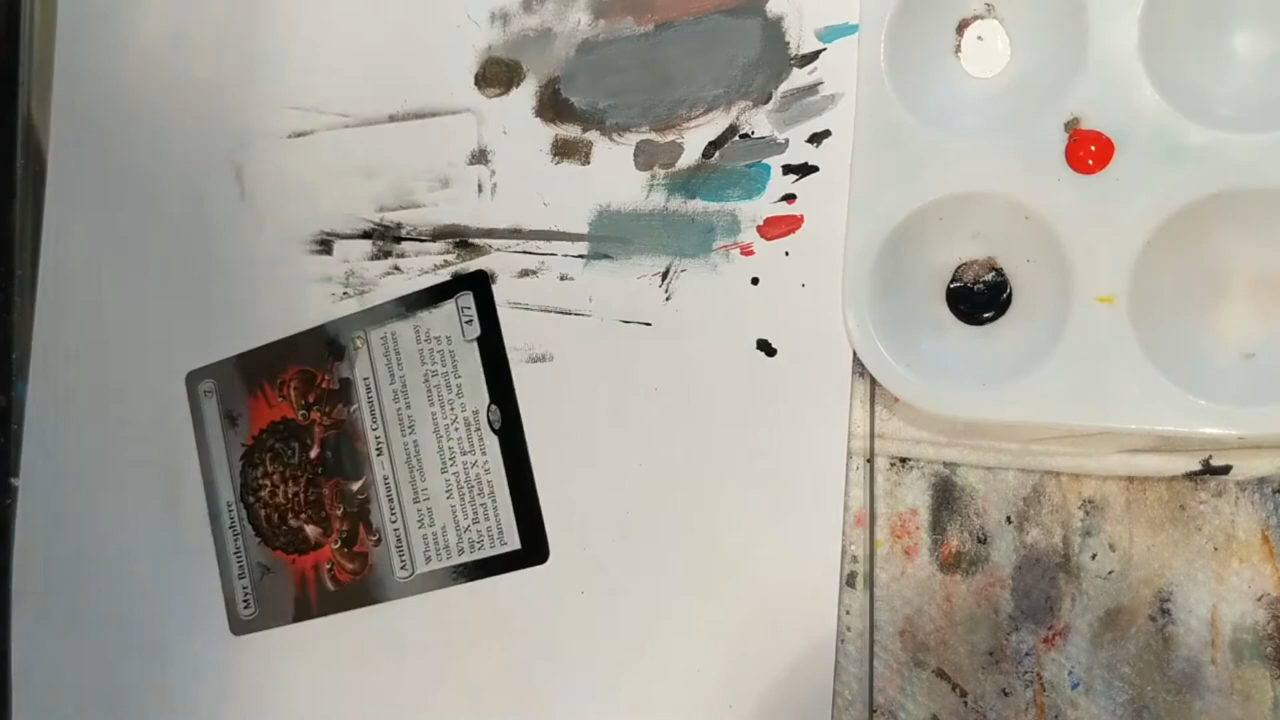 Myr Battlesphere
7
Artifact Creature — Myr Construct
When Myr Battlesphere enters the battlefield,
create four 1/1 colorless Myr artifact creature
tokens.
Whenever Myr Battlesphere attacks, you may
tap X untapped Myr you control. If you do,
Myr Battlesphere gets +X/+0 until end of
turn and deals X damage to the player or
planeswalker it's attacking.
4/7